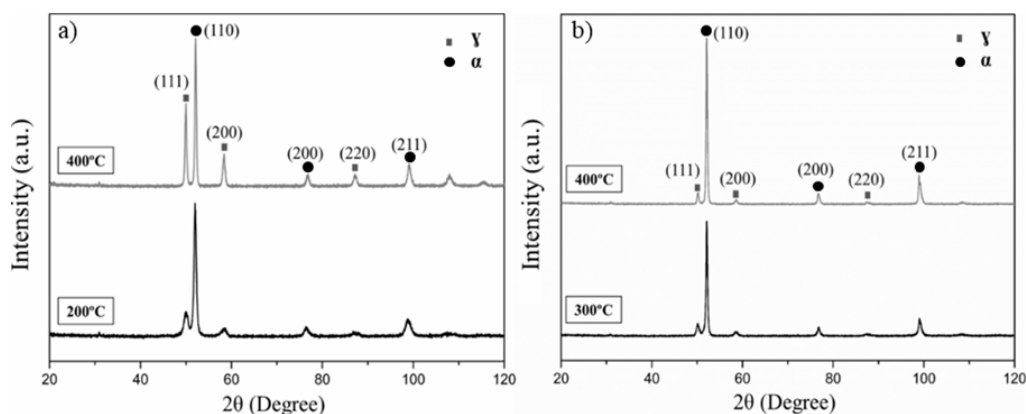 a)
(110)
ɣ
α
(111)
(200)
(200)
(220)
(211)
400ºC
200ºC
Intensity (a.u.)
20 40 60 80 100 120
2θ (Degree)
b)
(110)
ɣ
α
(111)
(200)
(200)
(220)
(211)
400ºC
300ºC
Intensity (a.u.)
20 40 60 80 100 120
2θ (Degree)